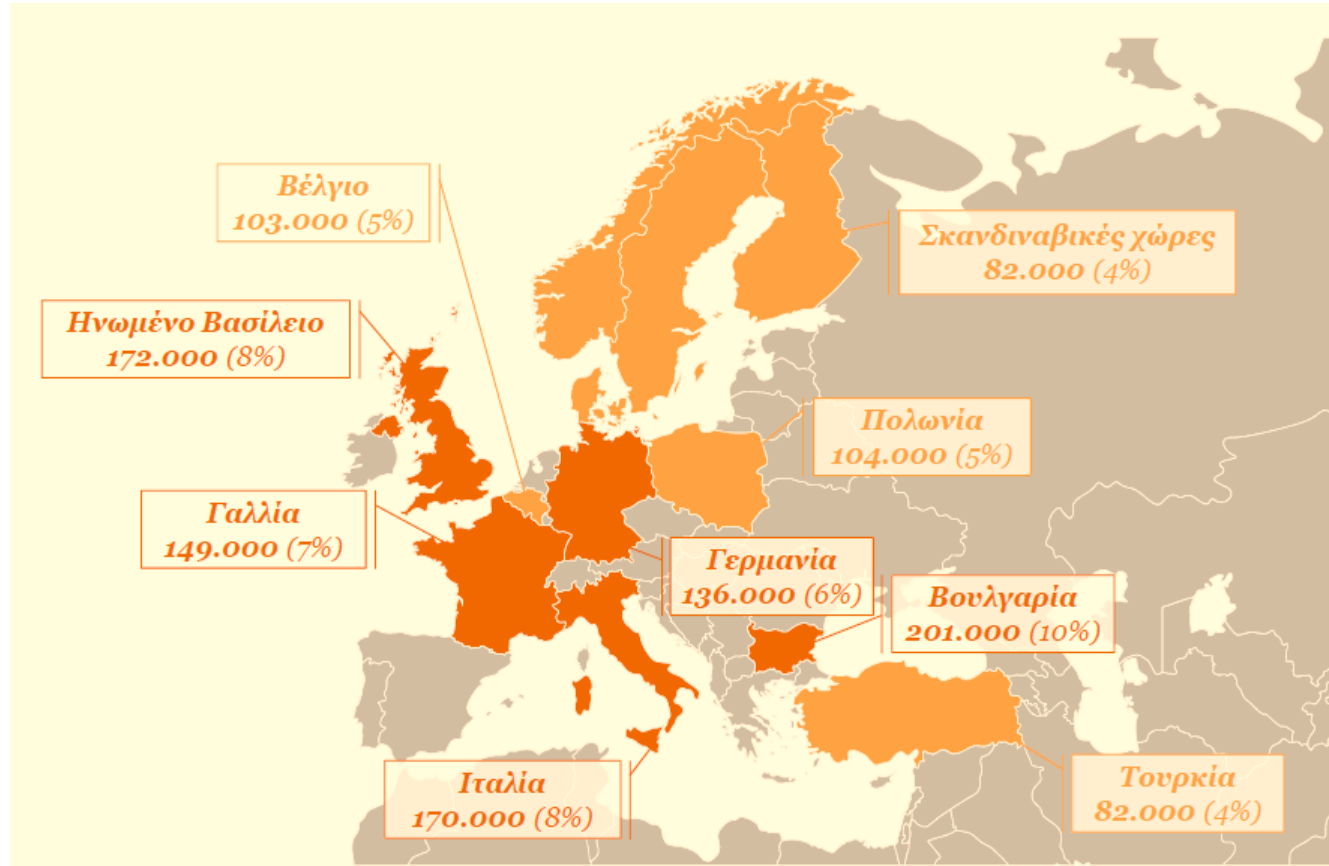 Βέλγιο
103.000 (5%)
Σκανδιναβικές χώρες
82.000 (4%)
Ηνωμένο Βασίλειο
172.000 (8%)
Πολωνία
104.000 (5%)
Γαλλία
149.000 (7%)
Γερμανία
136.000 (6%)
Βουλγαρία
201.000 (10%)
Ιταλία
170.000 (8%)
Τουρκία
82.000 (4%)